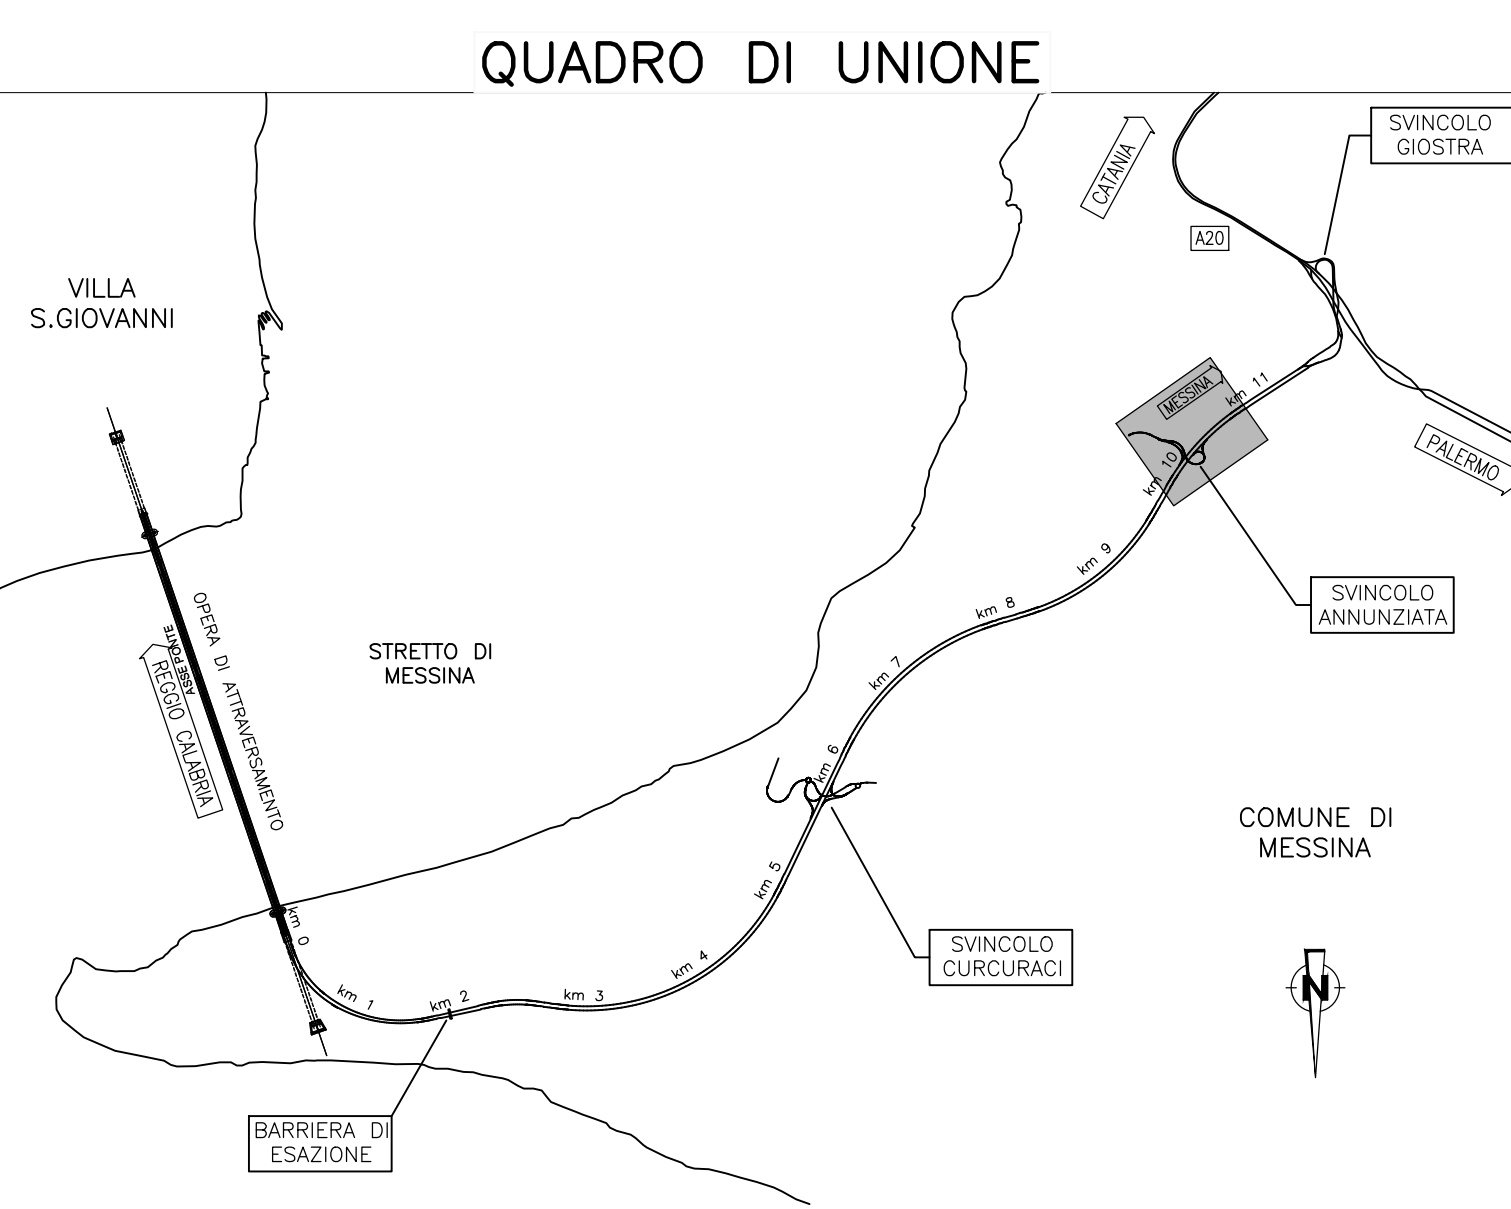 QUADRO DI UNIONE
SVINCOLO
GIOSTRA
CATANIA
A20
VILLA
S.GIOVANNI
MESSINA
km 11
PALERMO
km 10
km 9
SVINCOLO
ANNUNZIATA
km 8
OPERA DI ATTRAVERSAMENTO
ASSE PONTE
REGGIO CALABRIA
STRETTO DI
MESSINA
km 7
km 6
COMUNE DI
MESSINA
km 5
km 0
SVINCOLO
CURCURACI
km 4
km 3
km 2
km 1
N
BARRIERA DI
ESAZIONE